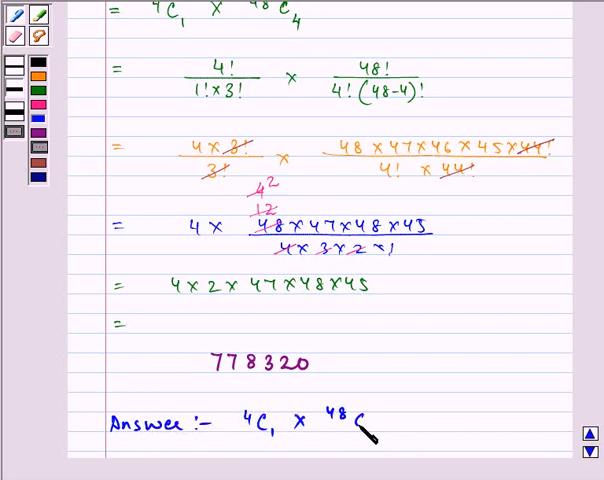 = ⁴C₁ × ⁴⁸C₄
= 4! / 1! × 3! × 48! / 4! (48-4)!
= 4 × 3! / 3! × 48 × 47 × 46 × 45 × 44! / 4! × 44!
4 2
12
= 4 × 48 × 47 × 48 × 45 / 4 × 3 × 2 × 1
= 4 × 2 × 47 × 48 × 45
=
778320
Answer :- ⁴C₁ × ⁴⁸C